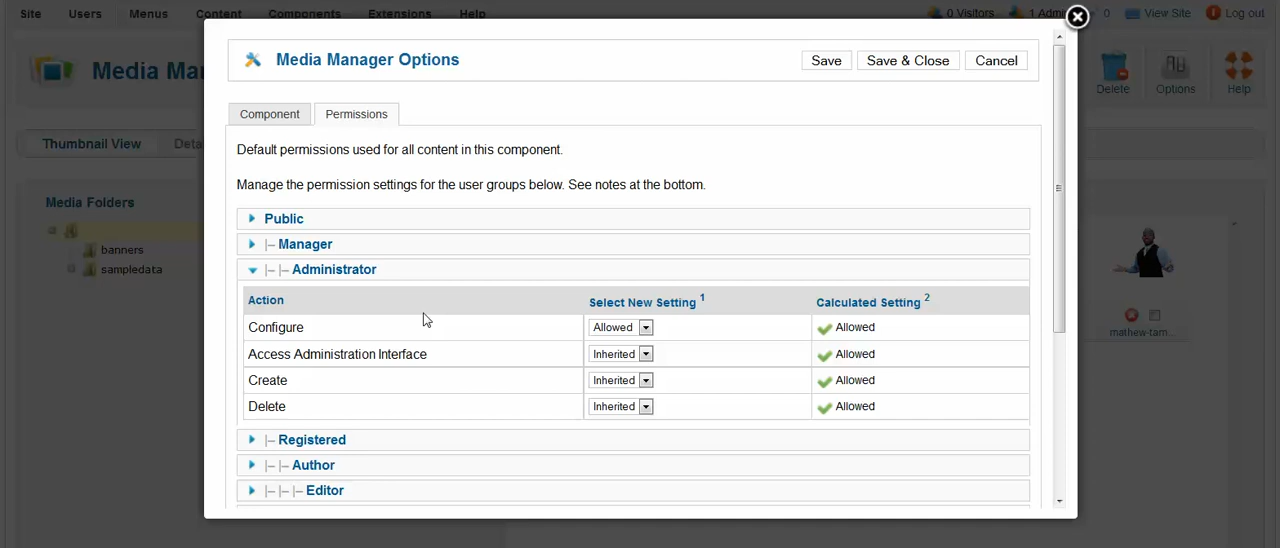 Site Users Menus Content Components Extensions Help 0 Visitors 1 Admin 0 View Site Log out
Media Manager Options
Save Save & Close Cancel
Media Ma
Delete Options Help
Component Permissions
Thumbnail View Deta
Default permissions used for all content in this component.
Manage the permission settings for the user groups below. See notes at the bottom.
Media Folders
banners
sampledata
Public
|– Manager
|– |– Administrator
Action Select New Setting 1 Calculated Setting 2
Configure Allowed Allowed
Access Administration Interface Inherited Allowed
Create Inherited Allowed
Delete Inherited Allowed
|– Registered
|– |– Author
|– |– |– Editor
mathew-tam...